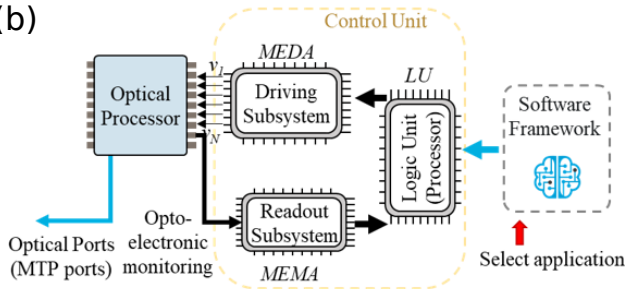 (b)
Control Unit
MEDA
v1
Optical
Processor
vN
Driving
Subsystem
LU
Logic Unit
(Processor)
Software
Framework
Readout
Subsystem
MEMA
Opto-
electronic
monitoring
Optical Ports
(MTP ports)
Select application